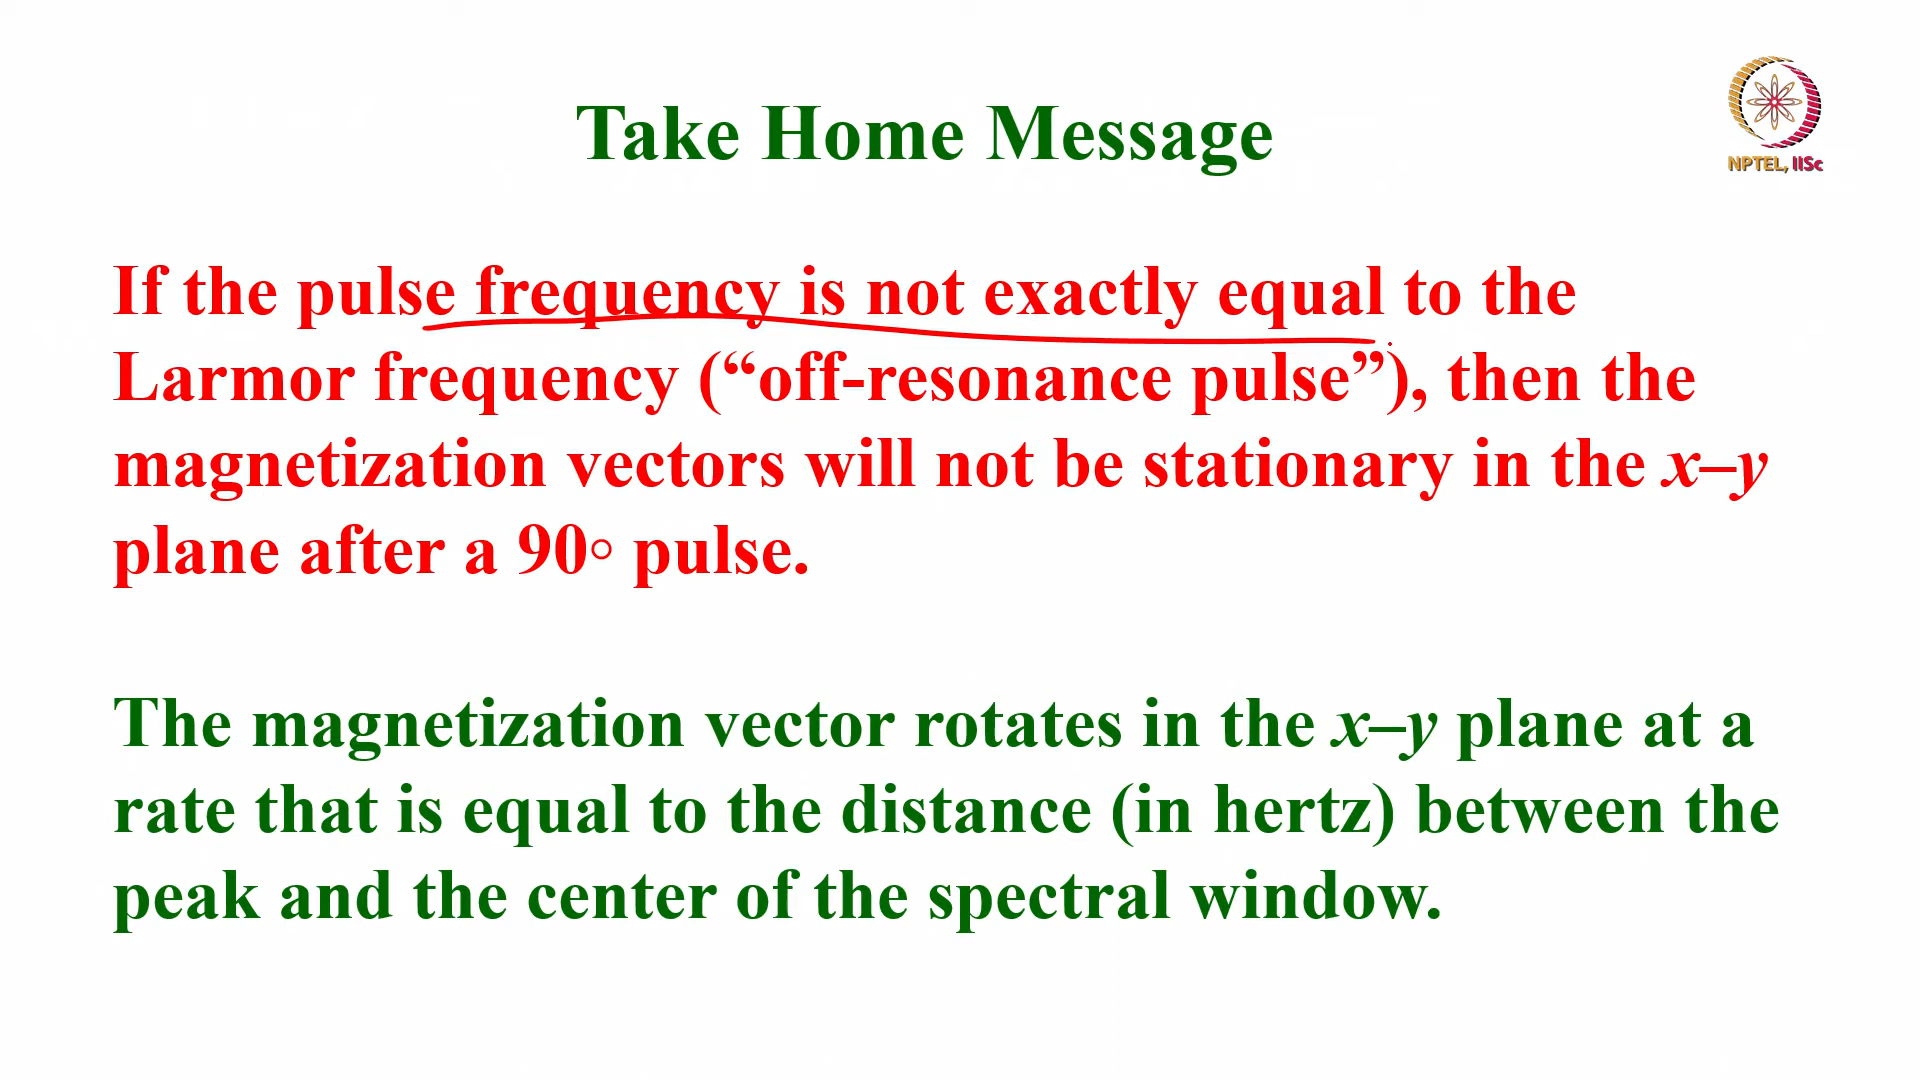 Take Home Message
NPTEL, IISc
If the pulse frequency is not exactly equal to the
Larmor frequency (“off-resonance pulse”), then the
magnetization vectors will not be stationary in the x–y
plane after a 90◦ pulse.
The magnetization vector rotates in the x–y plane at a
rate that is equal to the distance (in hertz) between the
peak and the center of the spectral window.